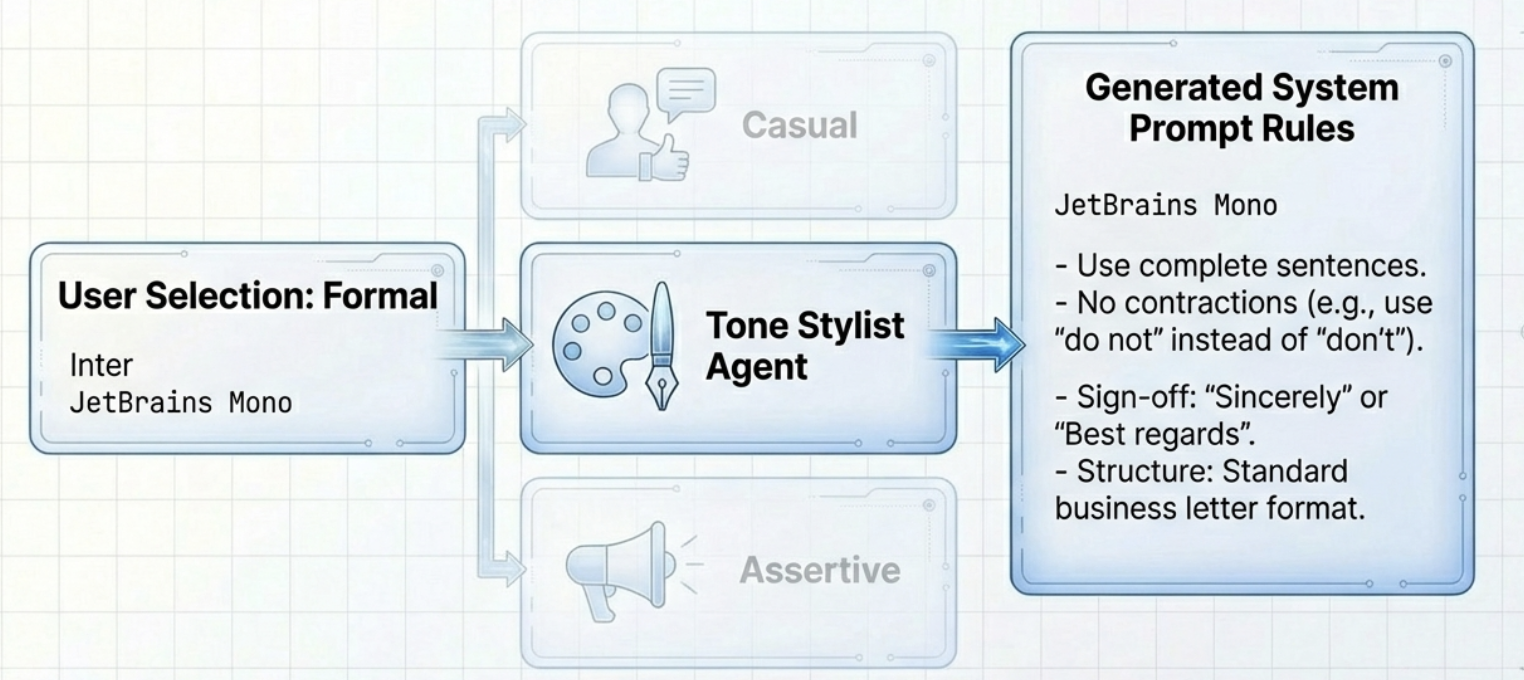 User Selection: Formal
Inter
JetBrains Mono
Casual
Tone Stylist
Agent
Assertive
Generated System
Prompt Rules
JetBrains Mono
- Use complete sentences.
- No contractions (e.g., use
“do not” instead of “don’t”).
- Sign-off: “Sincerely” or
“Best regards”.
- Structure: Standard
business letter format.